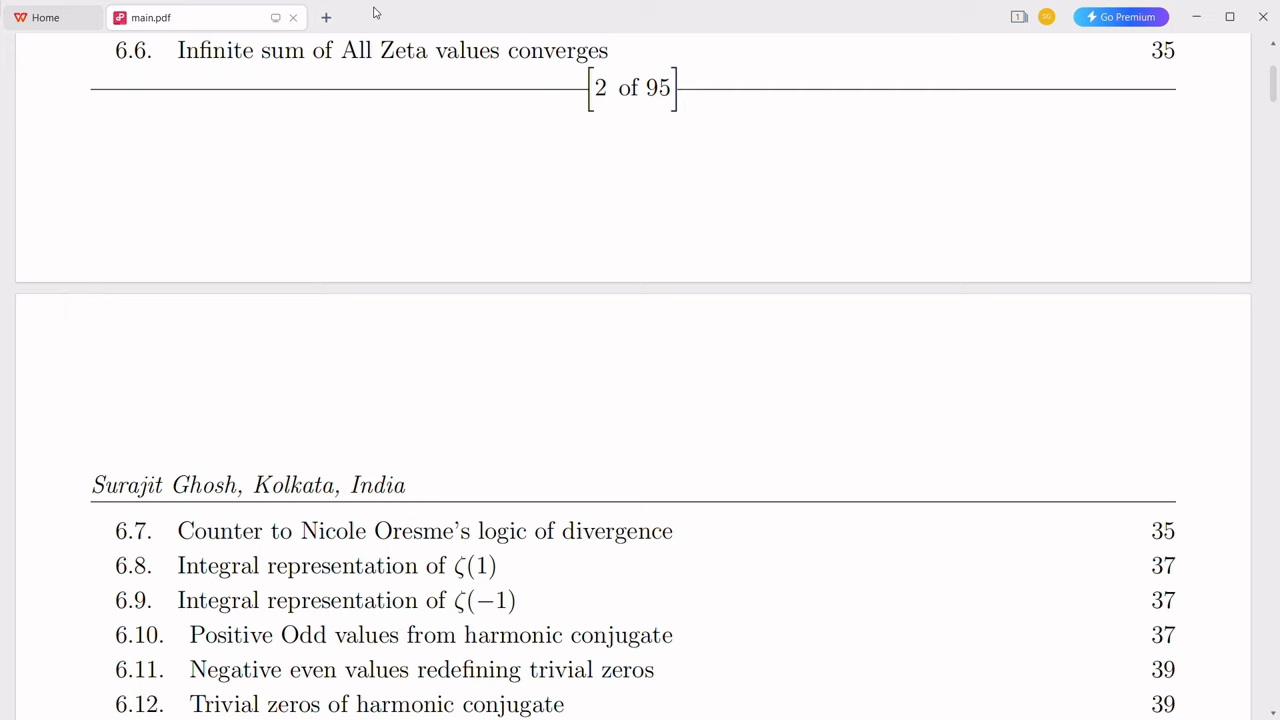 Home
main.pdf
1
SG
Go Premium
6.6. Infinite sum of All Zeta values converges 35
[2 of 95]
Surajit Ghosh, Kolkata, India
6.7. Counter to Nicole Oresme's logic of divergence 35
6.8. Integral representation of ζ(1) 37
6.9. Integral representation of ζ(−1) 37
6.10. Positive Odd values from harmonic conjugate 37
6.11. Negative even values redefining trivial zeros 39
6.12. Trivial zeros of harmonic conjugate 39